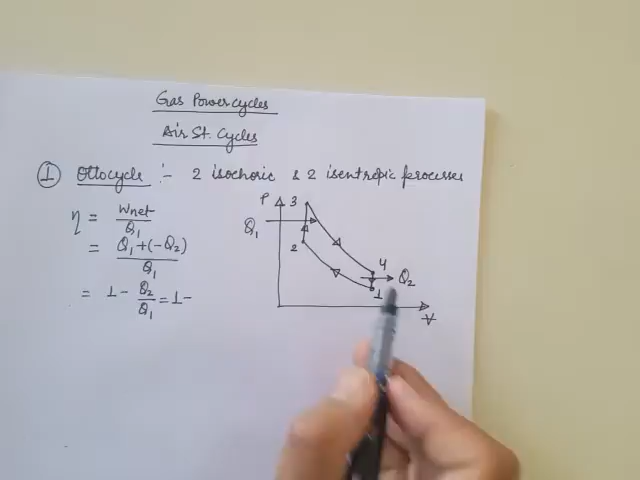 Gas Power cycles
Air St. Cycles
① Ottocycle :- 2 isochoric & 2 isentropic processes
η = Wnet/Q₁
= Q₁+(-Q₂)/Q₁
= 1 - Q₂/Q₁ = 1 -
P
3
Q₁
2
4
Q₂
1
V